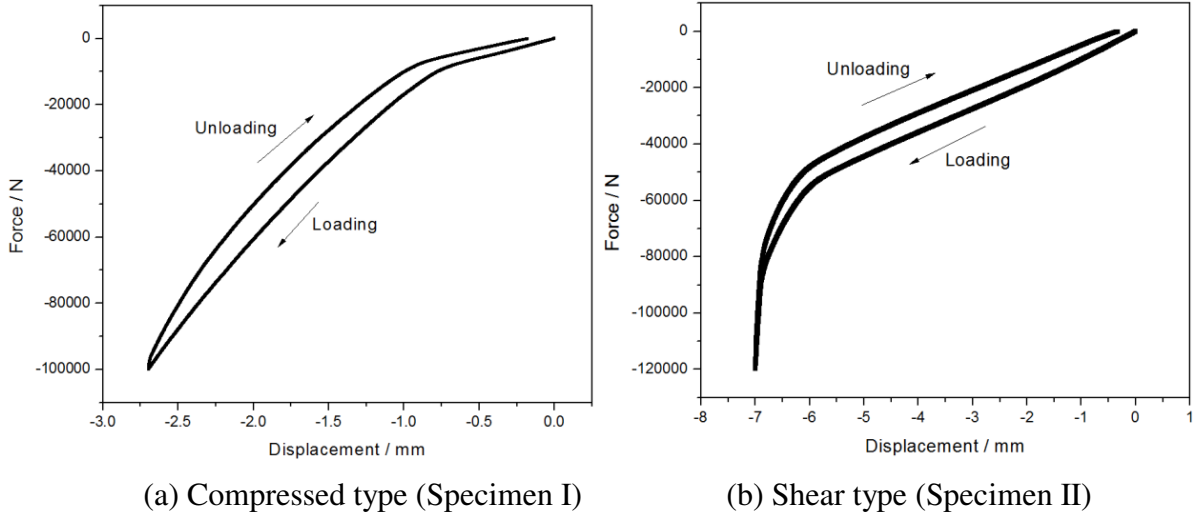 0
-20000
-40000
-60000
-80000
-100000
Force / N
Unloading
Loading
-3.0 -2.5 -2.0 -1.5 -1.0 -0.5 0.0
Displacement / mm
(a) Compressed type (Specimen I)
0
-20000
-40000
-60000
-80000
-100000
-120000
Force / N
Unloading
Loading
-8 -7 -6 -5 -4 -3 -2 -1 0 1
Displacement / mm
(b) Shear type (Specimen II)